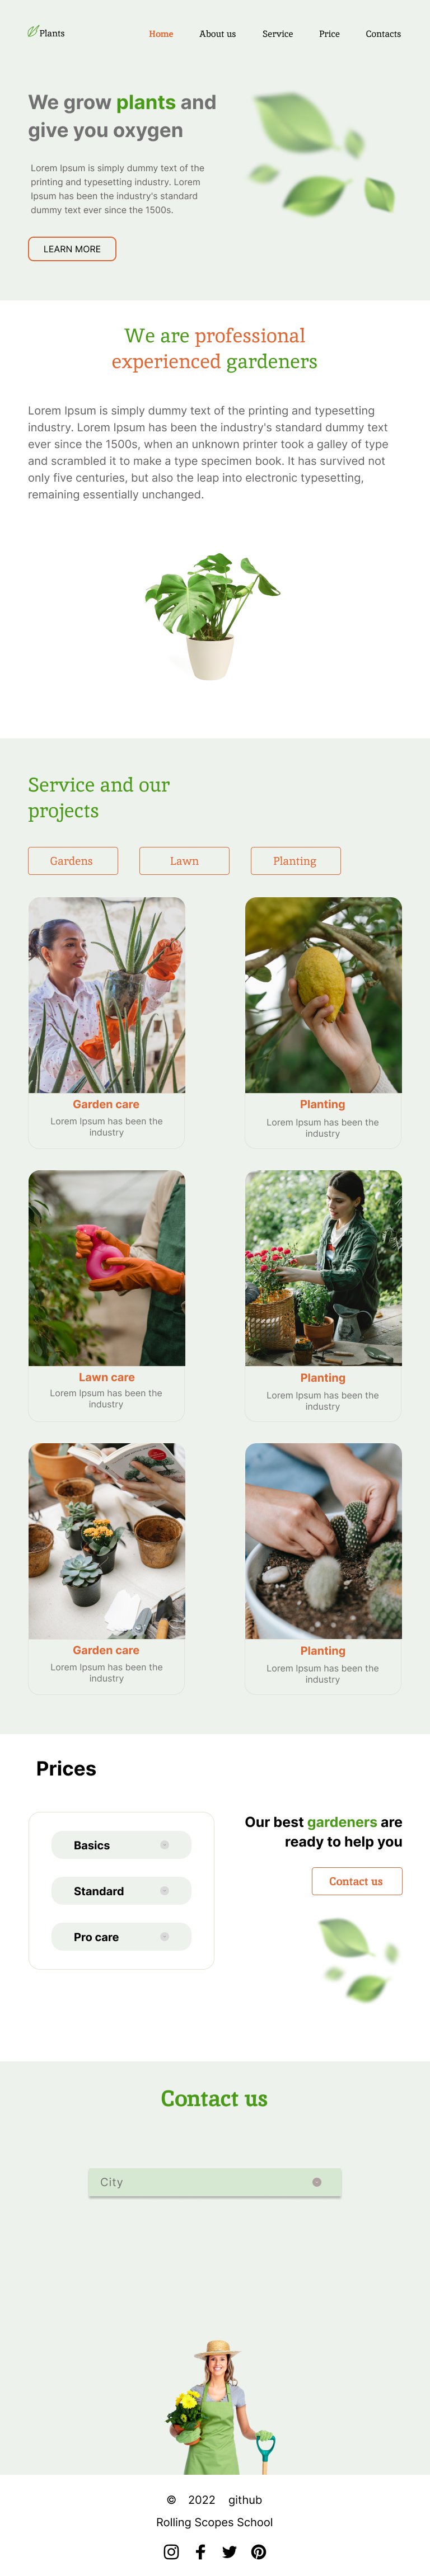 Plants
Home About us Service Price Contacts
We grow plants and
give you oxygen
Lorem Ipsum is simply dummy text of the
printing and typesetting industry. Lorem
Ipsum has been the industry's standard
dummy text ever since the 1500s.
LEARN MORE
We are professional
experienced gardeners
Lorem Ipsum is simply dummy text of the printing and typesetting
industry. Lorem Ipsum has been the industry's standard dummy text
ever since the 1500s, when an unknown printer took a galley of type
and scrambled it to make a type specimen book. It has survived not
only five centuries, but also the leap into electronic typesetting,
remaining essentially unchanged.
Service and our
projects
Gardens Lawn Planting
Garden care
Lorem Ipsum has been the
industry
Planting
Lorem Ipsum has been the
industry
Lawn care
Lorem Ipsum has been the
industry
Planting
Lorem Ipsum has been the
industry
Garden care
Lorem Ipsum has been the
industry
Planting
Lorem Ipsum has been the
industry
Prices
Basics
Standard
Pro care
Our best gardeners are
ready to help you
Contact us
Contact us
City
© 2022 github
Rolling Scopes School